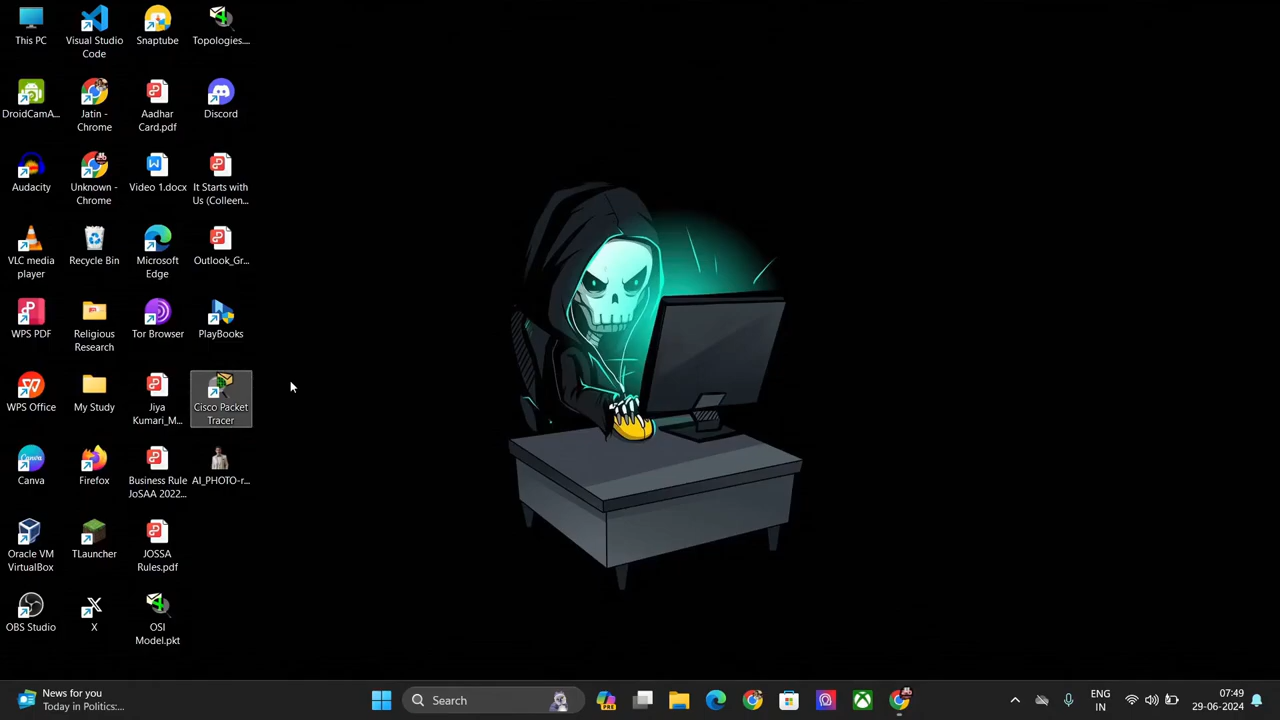 This PC
Visual Studio
Code
Snaptube
Topologies....
DroidCamA...
Jatin -
Chrome
Aadhar
Card.pdf
Discord
Audacity
Unknown -
Chrome
Video 1.docx
It Starts with
Us (Colleen...
VLC media
player
Recycle Bin
Microsoft
Edge
Outlook_Gr...
WPS PDF
Religious
Research
Tor Browser
PlayBooks
WPS Office
My Study
Jiya
Kumari_M...
Cisco Packet
Tracer
Canva
Firefox
Business Rule
JoSAA 2022...
AI_PHOTO-r...
Oracle VM
VirtualBox
TLauncher
JOSSA
Rules.pdf
OBS Studio
X
OSI
Model.pkt
News for you
Today in Politics:...
Search
PRE
ENG
IN
07:49
29-06-2024